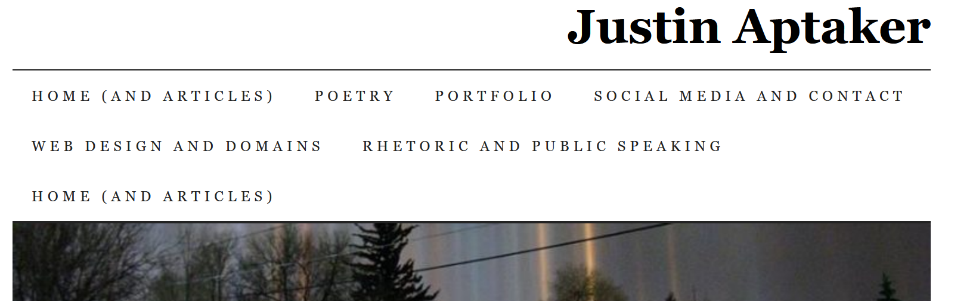 Justin Aptaker
HOME (AND ARTICLES) POETRY PORTFOLIO SOCIAL MEDIA AND CONTACT
WEB DESIGN AND DOMAINS RHETORIC AND PUBLIC SPEAKING
HOME (AND ARTICLES)